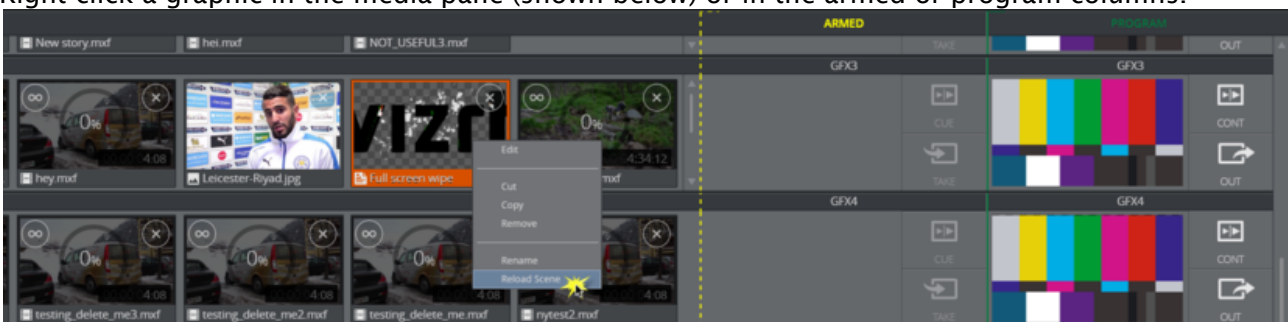 Right-click a graphic in the media pane (shown below) or in the armed or program columns.
ARMED PROGRAM
New story.mxf hei.mxf NOT_USEFUL3.mxf TAKE OUT
GFX3 GFX3
0% vizrt 0%
CUE CONT
4:08 4:34:12
hey.mxf Leicester-Riyad.jpg Full screen wipe mxf TAKE OUT
Edit
Cut
Copy
Remove
Rename
Reload Scene
GFX4 GFX4
0% 0% 0%
CUE CONT
4:08 4:08 4:08 4:08
testing_delete_me3.mxf testing_delete_me2.mxf testing_delete_me.mxf nytest2.mxf TAKE OUT